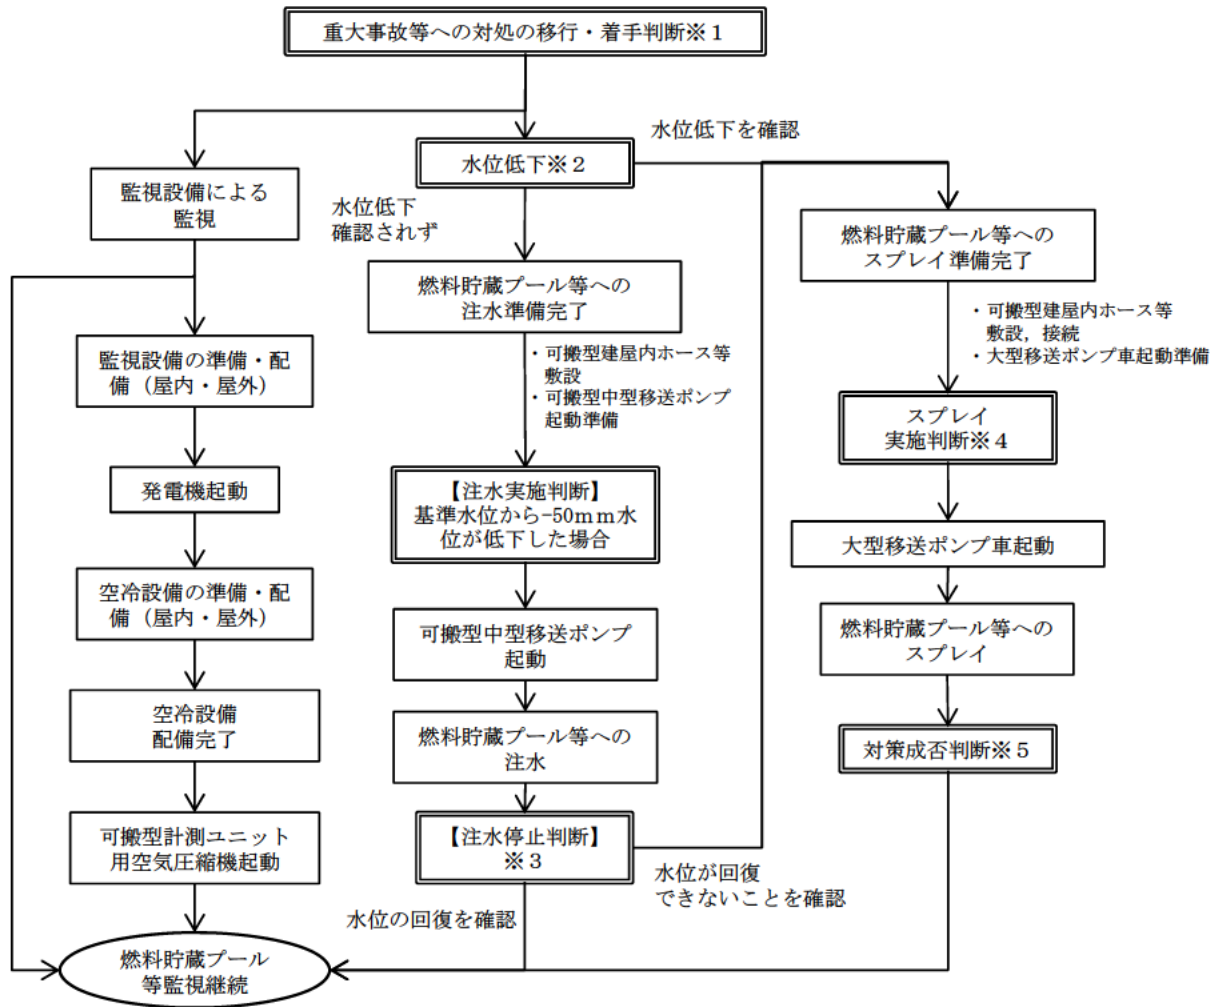 重大事故等への対処の移行・着手判断※１
水位低下を確認
水位低下※２
監視設備による
監視
水位低下
確認されず
燃料貯蔵プール等への
スプレイ準備完了
燃料貯蔵プール等への
注水準備完了
・可搬型建屋内ホース等
敷設，接続
・大型移送ポンプ車起動準備
監視設備の準備・配
備（屋内・屋外）
・可搬型建屋内ホース等
敷設
・可搬型中型移送ポンプ
起動準備
スプレイ
実施判断※４
発電機起動
【注水実施判断】
基準水位から−50ｍｍ水
位が低下した場合
大型移送ポンプ車起動
空冷設備の準備・配
備（屋内・屋外）
可搬型中型移送ポンプ
起動
燃料貯蔵プール等への
スプレイ
空冷設備
配備完了
燃料貯蔵プール等への
注水
対策成否判断※５
可搬型計測ユニット
用空気圧縮機起動
【注水停止判断】
※３
水位が回復
できないことを確認
水位の回復を確認
燃料貯蔵プール
等監視継続